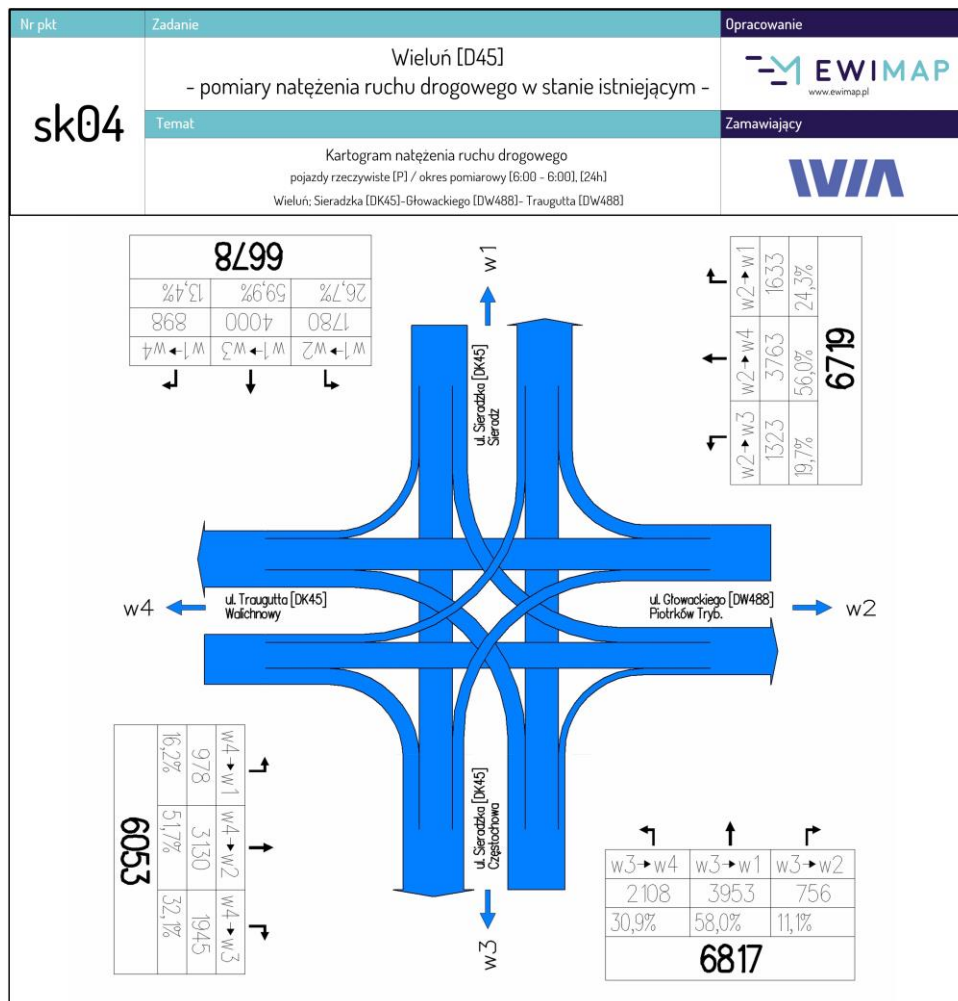 Nr pkt
Zadanie
Opracowanie
sk04
Wieluń [D45]
- pomiary natężenia ruchu drogowego w stanie istniejącym -
EWIMAP
www.ewimap.pl
Temat
Zamawiający
Kartogram natężenia ruchu drogowego
pojazdy rzeczywiste [P] / okres pomiarowy [6:00 - 6:00], [24h]
Wieluń; Sieradzka [DK45]-Głowackiego [DW488]- Traugutta [DW488]
IVIA
6678
26,7% 59,9% 13,4%
1780 4000 898
w1→w2 w1→w3 w1→w4
w1
ul. Sieradzka [DK45]
Sieradz
w2→w1 1633 24,3%
w2→w4 3763 56,0%
w2→w3 1323 19,7%
6719
w4
ul. Traugutta [DK45]
Walichnowy
ul. Głowackiego [DW488]
Piotrków Tryb.
w2
6053
16,2% 978 w4→w1
51,7% 3130 w4→w2
32,1% 1945 w4→w3
ul. Sieradzka [DK45]
Częstochowa
w3
w3→w4 w3→w1 w3→w2
2108 3953 756
30,9% 58,0% 11,1%
6817